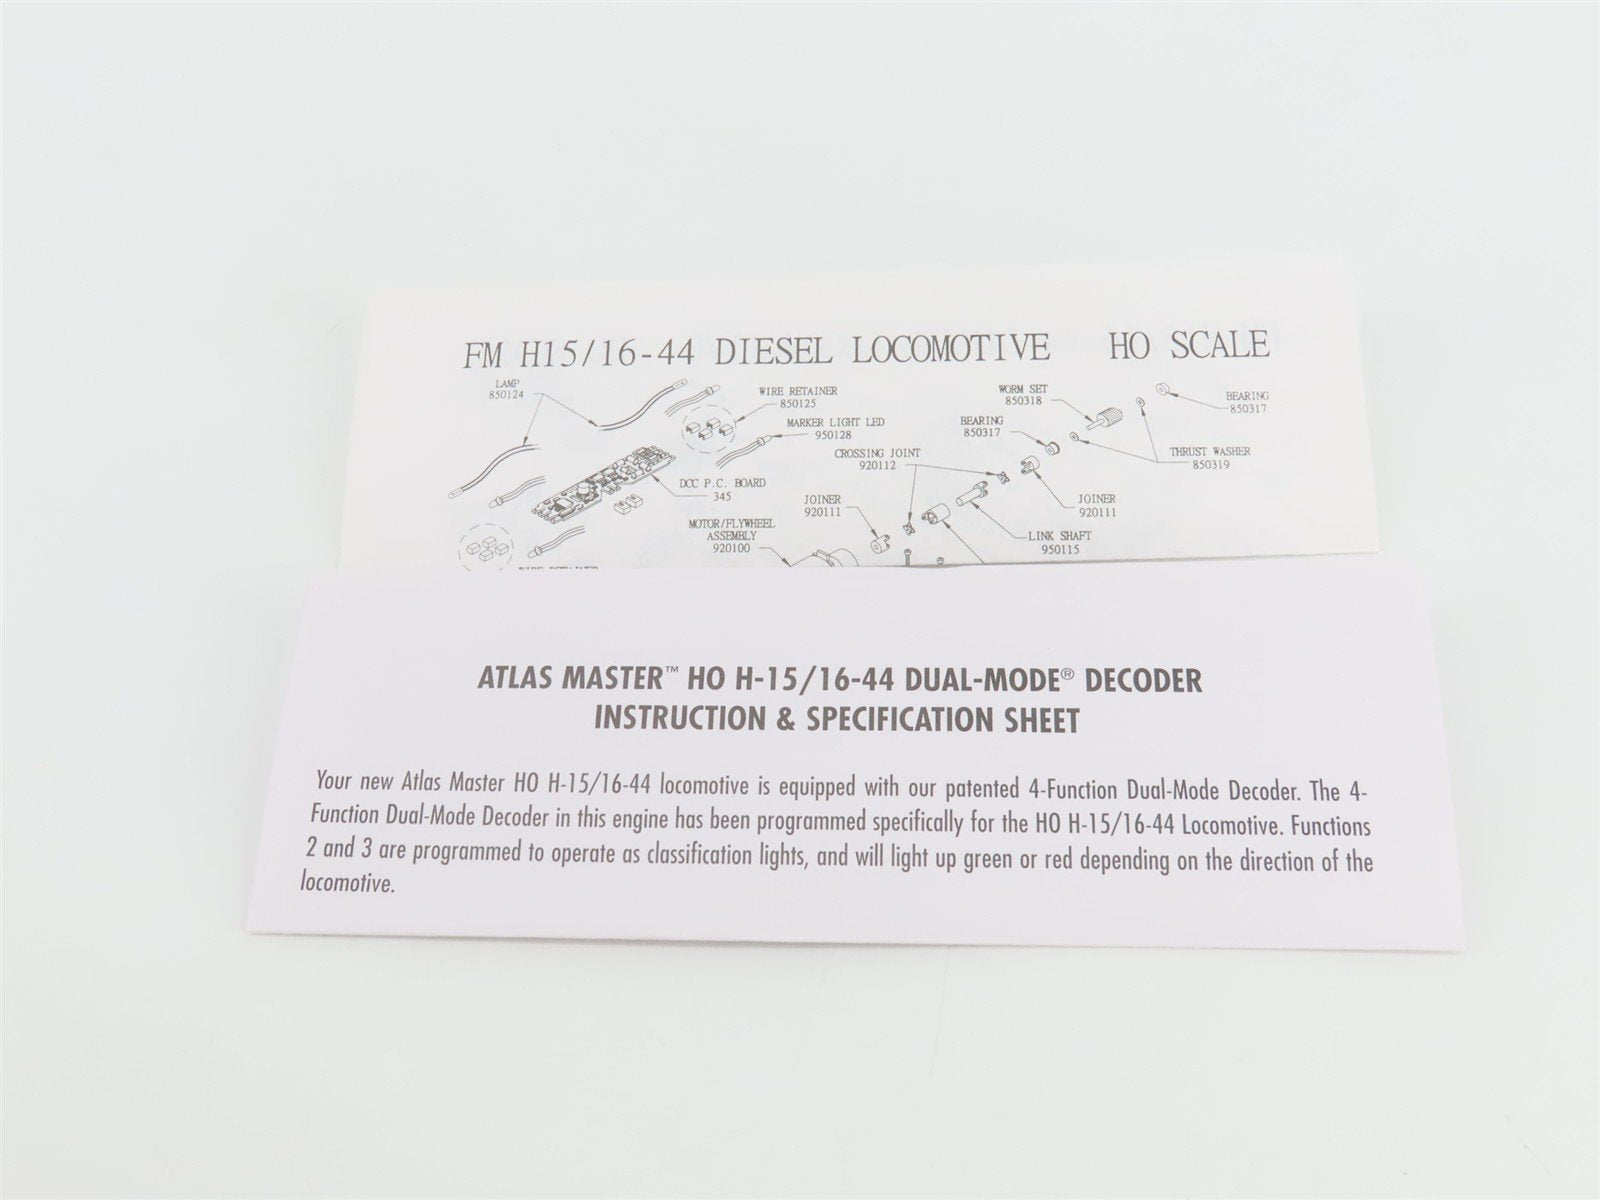 FM H15/16-44 DIESEL LOCOMOTIVE HO SCALE
LAMP
850124
WIRE RETAINER
850125
MARKER LIGHT LED
950128
DCC P.C. BOARD
345
MOTOR/FLYWHEEL
ASSEMBLY
920100
WORM SET
850318
BEARING
850317
BEARING
850317
THRUST WASHER
850319
CROSSING JOINT
920112
JOINER
920111
JOINER
920111
LINK SHAFT
950115
WIRE RETAINER
ATLAS MASTER™ HO H-15/16-44 DUAL-MODE® DECODER
INSTRUCTION & SPECIFICATION SHEET
Your new Atlas Master HO H-15/16-44 locomotive is equipped with our patented 4-Function Dual-Mode Decoder. The 4-
Function Dual-Mode Decoder in this engine has been programmed specifically for the HO H-15/16-44 Locomotive. Functions
2 and 3 are programmed to operate as classification lights, and will light up green or red depending on the direction of the
locomotive.